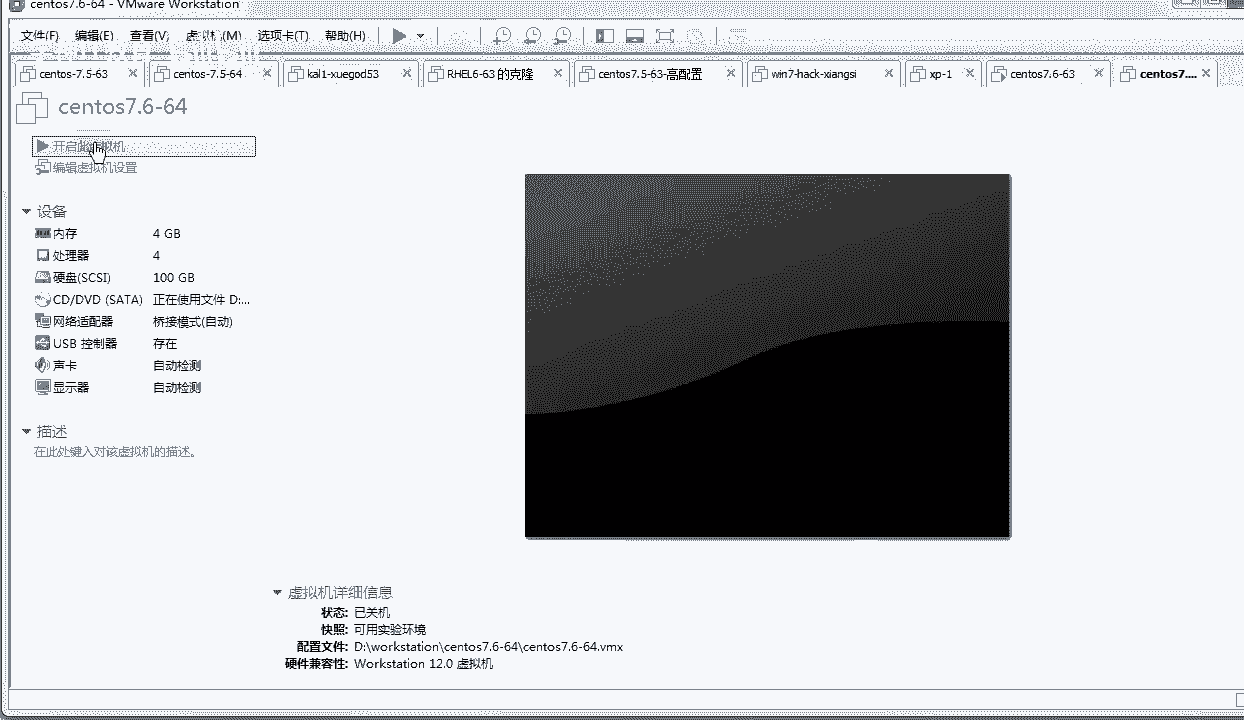 centos7.6-64 - VMware Workstation
文件(F) 编辑(E) 查看(V) 虚拟机(M) 选项卡(T) 帮助(H)
centos-7.5-63 centos-7.5-64 kali1-xuegod53 RHEL6-63 的克隆 centos7.5-63-高配置 win7-hack-xiangsi xp-1 centos7.6-63 centos7....
centos7.6-64
开启此虚拟机
编辑虚拟机设置
设备
内存 4 GB
处理器 4
硬盘(SCSI) 100 GB
CD/DVD (SATA) 正在使用文件 D:...
网络适配器 桥接模式(自动)
USB 控制器 存在
声卡 自动检测
显示器 自动检测
描述
在此处键入对该虚拟机的描述。
虚拟机详细信息
状态: 已关机
快照: 可用实验环境
配置文件: D:\workstation\centos7.6-64\centos7.6-64.vmx
硬件兼容性: Workstation 12.0 虚拟机